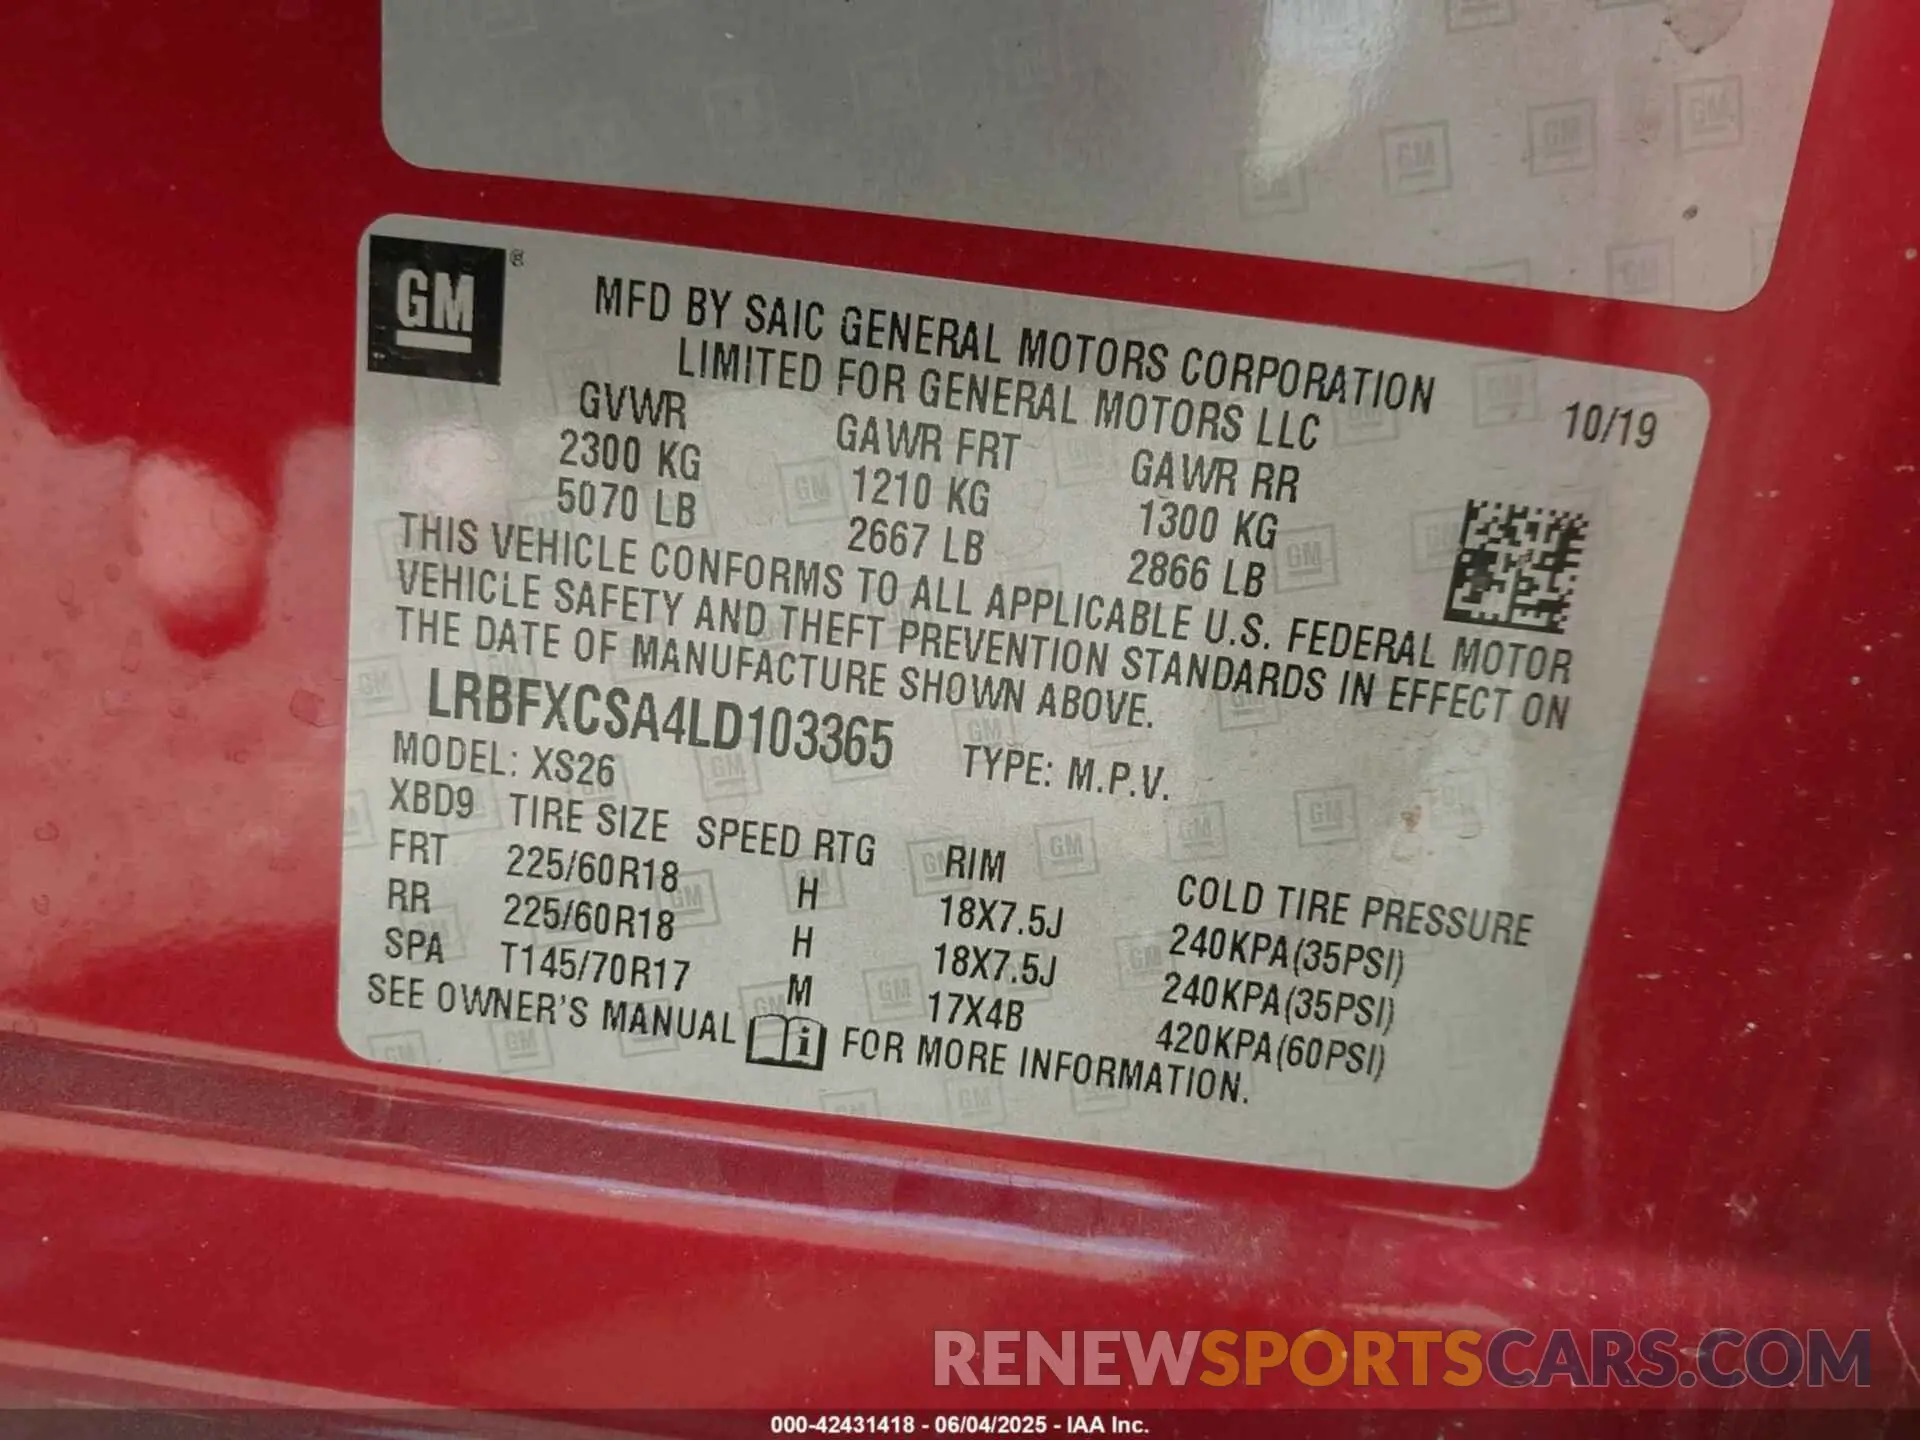 GM ®
MFD BY SAIC GENERAL MOTORS CORPORATION
LIMITED FOR GENERAL MOTORS LLC
10/19
GVWR GAWR FRT GAWR RR
2300 KG 1210 KG 1300 KG
5070 LB 2667 LB 2866 LB
THIS VEHICLE CONFORMS TO ALL APPLICABLE U.S. FEDERAL MOTOR
VEHICLE SAFETY AND THEFT PREVENTION STANDARDS IN EFFECT ON
THE DATE OF MANUFACTURE SHOWN ABOVE.
LRBFXCSA4LD103365 TYPE: M.P.V.
MODEL: XS26
XBD9 TIRE SIZE SPEED RTG RIM COLD TIRE PRESSURE
FRT 225/60R18 H 18X7.5J 240KPA(35PSI)
RR 225/60R18 H 18X7.5J 240KPA(35PSI)
SPA T145/70R17 M 17X4B 420KPA(60PSI)
SEE OWNER'S MANUAL i FOR MORE INFORMATION.
RENEWSPORTSCARS.COM
000-42431418 - 06/04/2025 - IAA Inc.